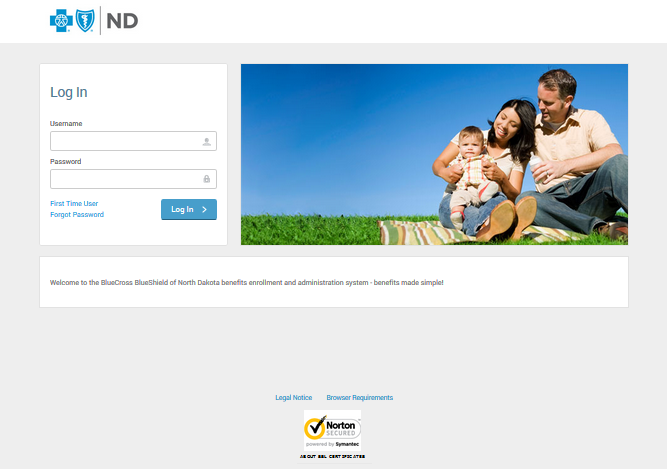 ND
Log In
Username
Password
First Time User
Forgot Password
Log In
Welcome to the BlueCross BlueShield of North Dakota benefits enrollment and administration system - benefits made simple!
Legal Notice Browser Requirements
Norton
SECURED
powered by Symantec
ABOUT SSL CERTIFICATES